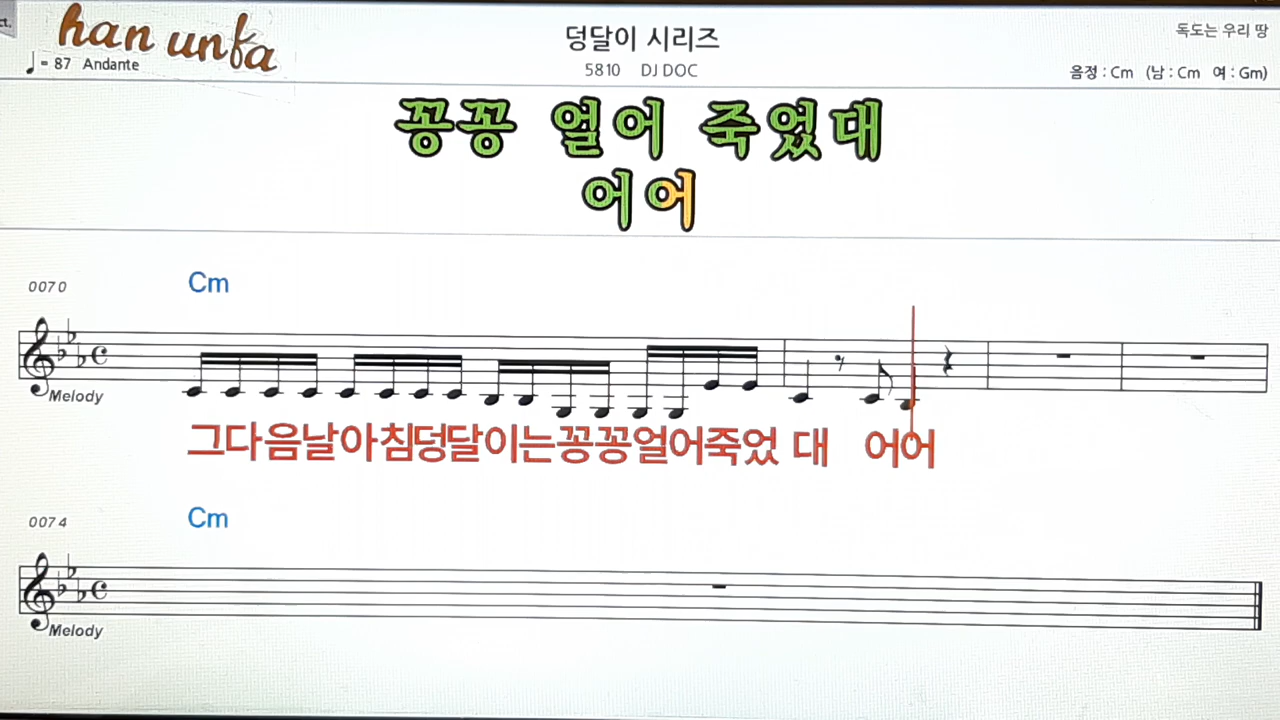 ct.
han unfa
덩달이 시리즈
독도는 우리 땅
♩= 87 Andante
5810 DJ DOC
음정 : Cm (남 : Cm 여 : Gm)
꽁꽁 얼어 죽었대
어어
0070
Cm
Melody
그다음날아침덩달이는꽁꽁얼어죽었 대 어어
0074
Cm
Melody